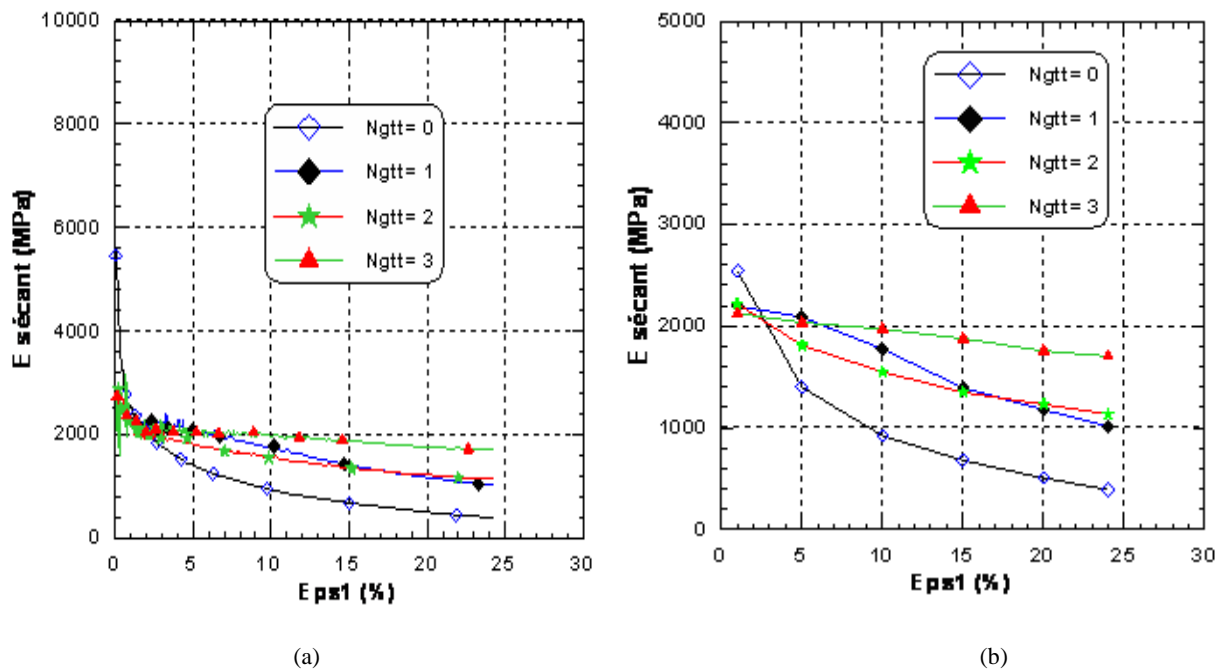 (a)
E sécant (MPa)
10000
8000
6000
4000
2000
0
0 5 10 15 20 25 30
Eps1 (%)
Ngtt= 0
Ngtt= 1
Ngtt= 2
Ngtt= 3
(b)
E sécant (MPa)
5000
4000
3000
2000
1000
0
0 5 10 15 20 25 30
Eps1 (%)
Ngtt= 0
Ngtt= 1
Ngtt= 2
Ngtt= 3
(a)
(b)